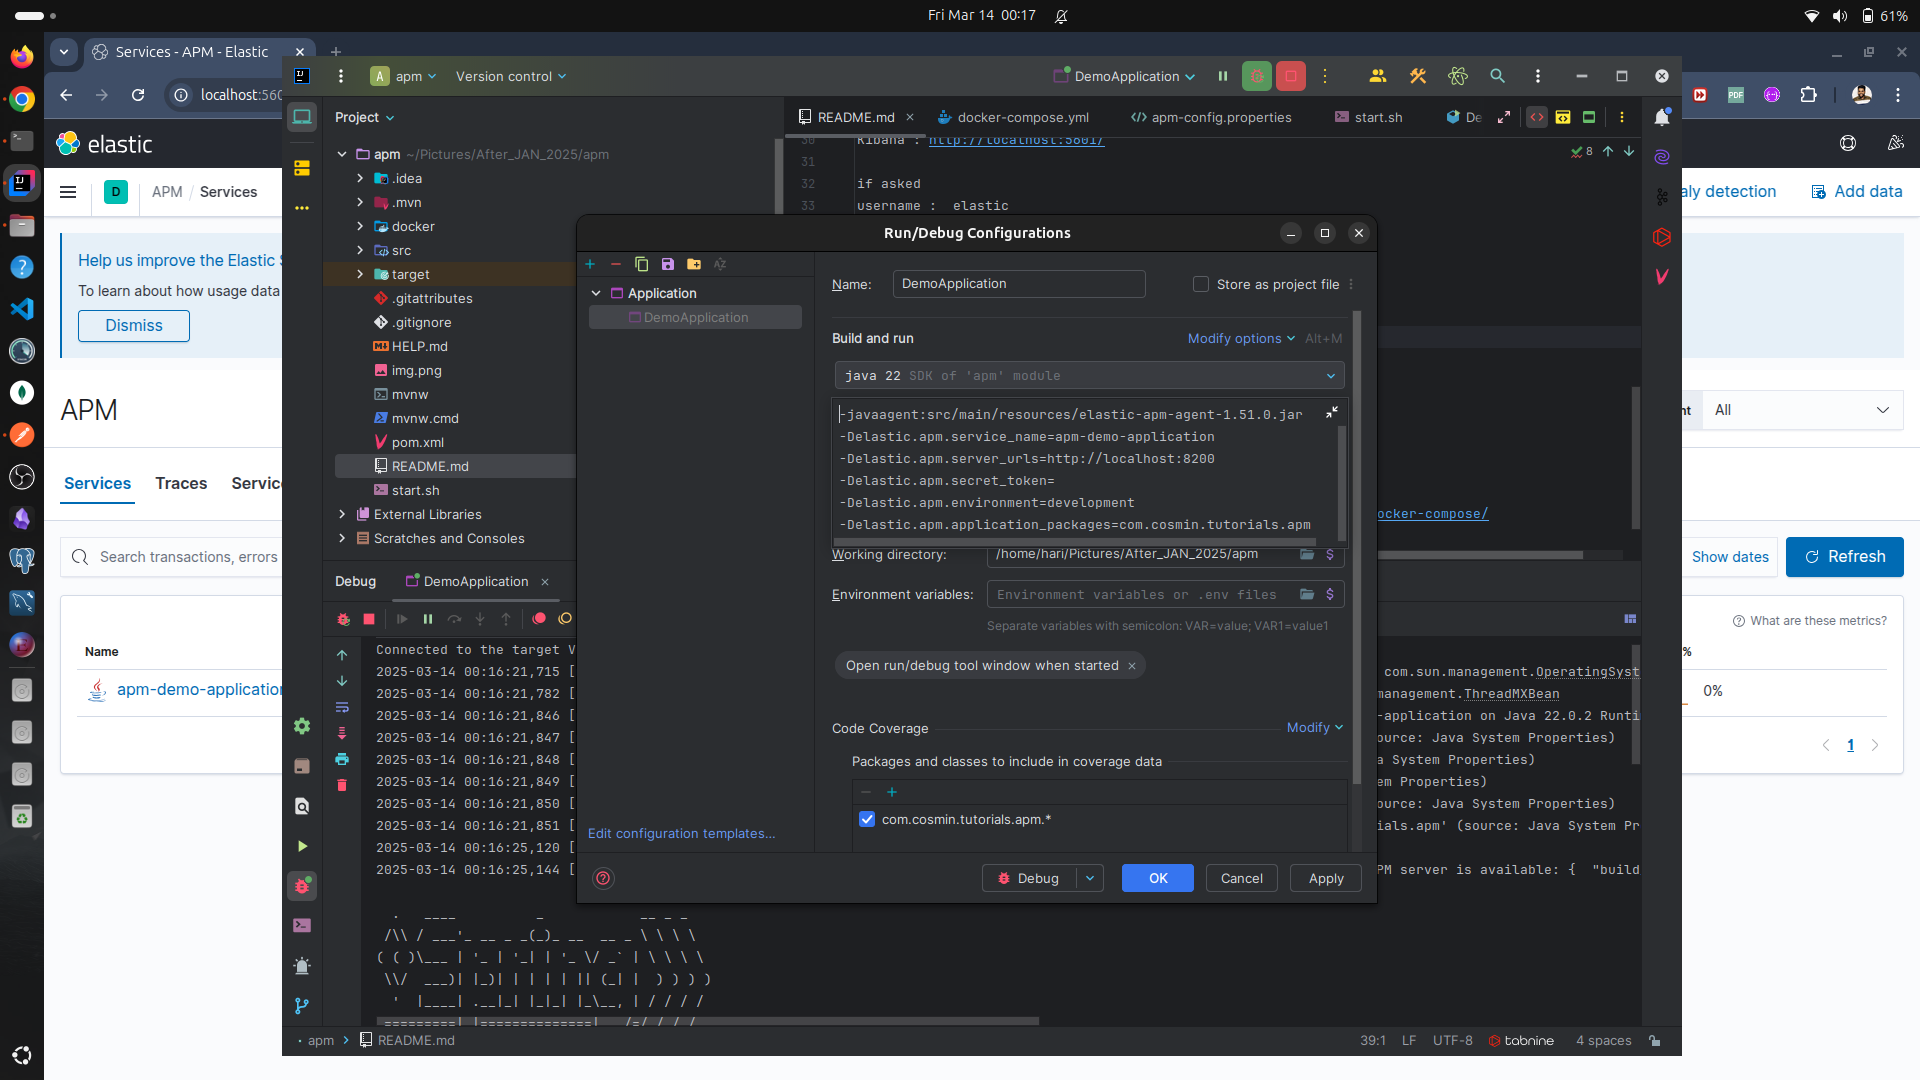 Fri Mar 14 00:17
61%
Services - APM - Elastic
localhost:560
A apm Version control
DemoApplication
elastic
D APM / Services
aly detection Add data
Help us improve the Elastic S
To learn about how usage data
Dismiss
APM
All
Services Traces Servic
Search transactions, errors
Show dates Refresh
What are these metrics?
Name
%
apm-demo-application
0%
1
Project
apm ~/Pictures/After_JAN_2025/apm
.idea
.mvn
docker
src
target
.gitattributes
.gitignore
HELP.md
img.png
mvnw
mvnw.cmd
pom.xml
README.md
start.sh
External Libraries
Scratches and Consoles
README.md docker-compose.yml apm-config.properties start.sh De
30 Kibana : http://localhost:5601/
8
31
32 if asked
33 username : elastic
ocker-compose/
Run/Debug Configurations
Application
DemoApplication
Edit configuration templates...
Name: DemoApplication Store as project file
Build and run Modify options Alt+M
java 22 SDK of 'apm' module
-javaagent:src/main/resources/elastic-apm-agent-1.51.0.jar
-Delastic.apm.service_name=apm-demo-application
-Delastic.apm.server_urls=http://localhost:8200
-Delastic.apm.secret_token=
-Delastic.apm.environment=development
-Delastic.apm.application_packages=com.cosmin.tutorials.apm
Working directory: /home/hari/Pictures/After_JAN_2025/apm
Environment variables: Environment variables or .env files
Separate variables with semicolon: VAR=value; VAR1=value1
Open run/debug tool window when started
Code Coverage Modify
Packages and classes to include in coverage data
com.cosmin.tutorials.apm.*
Debug OK Cancel Apply
Debug DemoApplication
Connected to the target V
2025-03-14 00:16:21,715 [ com.sun.management.OperatingSyst
2025-03-14 00:16:21,782 [ management.ThreadMXBean
2025-03-14 00:16:21,846 [ -application on Java 22.0.2 Runti
2025-03-14 00:16:21,847 [ ource: Java System Properties)
2025-03-14 00:16:21,848 [ a System Properties)
2025-03-14 00:16:21,849 [ em Properties)
2025-03-14 00:16:21,850 [ ource: Java System Properties)
2025-03-14 00:16:21,851 [ ials.apm' (source: Java System Pr
2025-03-14 00:16:25,120 [
2025-03-14 00:16:25,144 [ PM server is available: { "build
apm README.md
39:1 LF UTF-8 tabnine 4 spaces